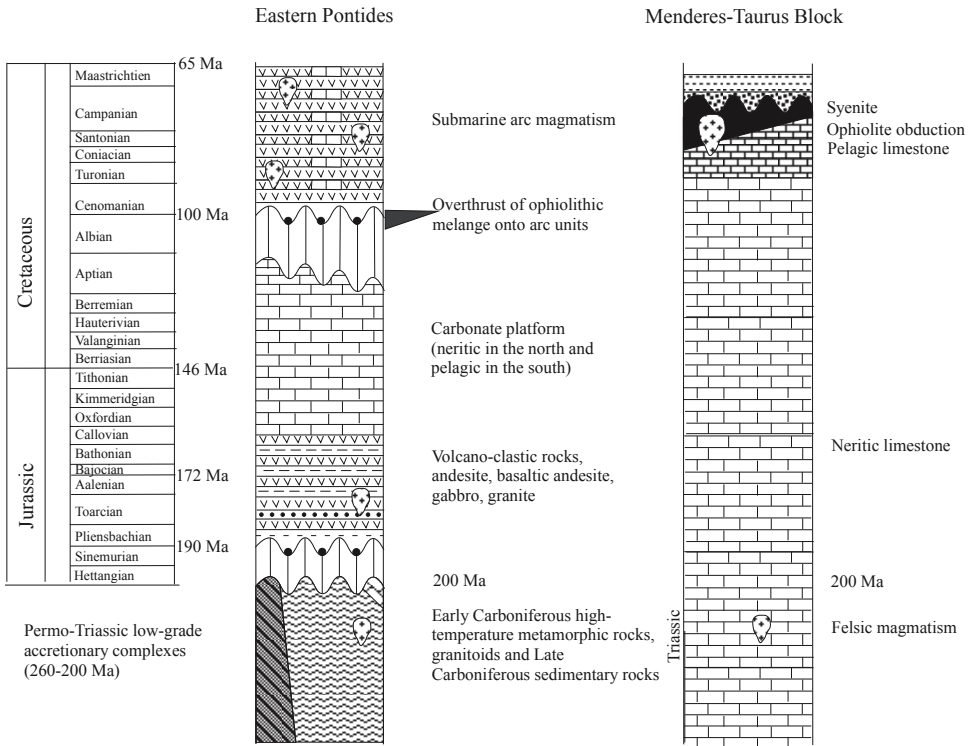 Eastern Pontides
Menderes-Taurus Block
65 Ma
Maastrichtien
Campanian
Santonian
Coniacian
Turonian
Cenomanian
100 Ma
Albian
Aptian
Berremian
Hauterivian
Valanginian
Berriasian
146 Ma
Cretaceous
Tithonian
Kimmeridgian
Oxfordian
Callovian
Bathonian
Bajocian
172 Ma
Aalenian
Toarcian
Pliensbachian
190 Ma
Sinemurian
Hettangian
Jurassic
Permo-Triassic low-grade
accretionary complexes
(260-200 Ma)
Submarine arc magmatism
Overthrust of ophiolithic
melange onto arc units
Carbonate platform
(neritic in the north and
pelagic in the south)
Volcano-clastic rocks,
andesite, basaltic andesite,
gabbro, granite
200 Ma
Early Carboniferous high-
temperature metamorphic rocks,
granitoids and Late
Carboniferous sedimentary rocks
Triassic
Syenite
Ophiolite obduction
Pelagic limestone
Neritic limestone
200 Ma
Felsic magmatism